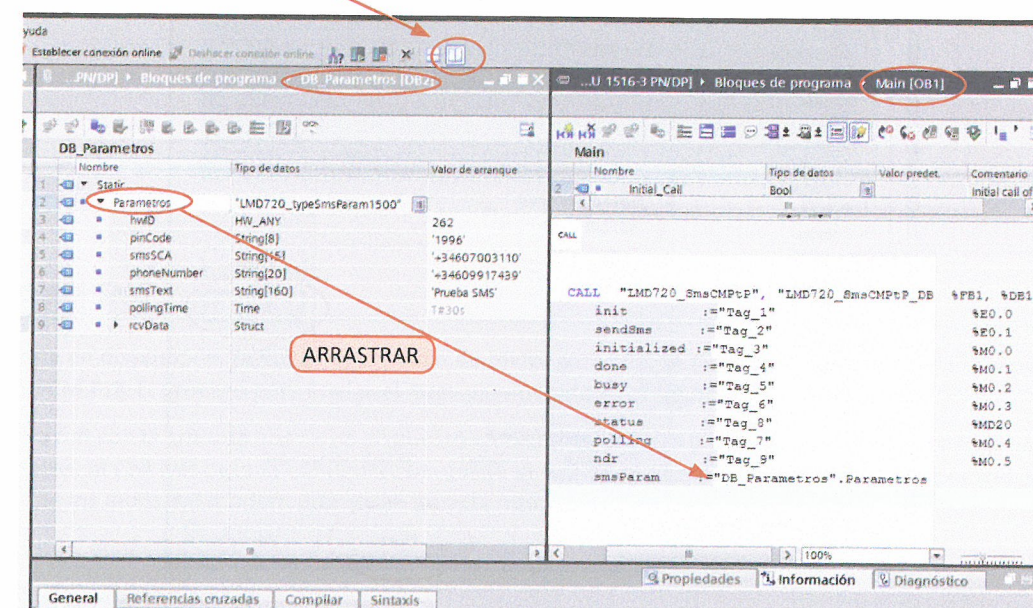 yuda
Establecer conexión online Deshacer conexión online
...PN/DP] ▸ Bloques de programa ▸ DB_Parametros [DB2]
...U 1516-3 PN/DP] ▸ Bloques de programa ▸ Main [OB1]
DB_Parametros
Nombre Tipo de datos Valor de arranque
1 Static
2 Parametros "LMD720_typeSmsParam1500"
3 hwID HW_ANY 262
4 pinCode String[8] '1996'
5 smsSCA String[15] '+34607003110'
6 phoneNumber String[20] '+34609917439'
7 smsText String[160] 'Prueba SMS'
8 pollingTime Time T#30s
9 rcvData Struct
ARRASTRAR
Main
Nombre Tipo de datos Valor predet. Comentario
2 Initial_Call Bool Initial call of
CALL
CALL "LMD720_SmsCMPtP", "LMD720_SmsCMPtP_DB %FB1, %DB1
init :="Tag_1" %E0.0
sendSms :="Tag_2" %E0.1
initialized :="Tag_3" %M0.0
done :="Tag_4" %M0.1
busy :="Tag_5" %M0.2
error :="Tag_6" %M0.3
status :="Tag_8" %MD20
polling :="Tag_7" %M0.4
ndr :="Tag_9" %M0.5
smsParam :="DB_Parametros".Parametros
100%
Propiedades Información Diagnóstico
General Referencias cruzadas Compilar Sintaxis